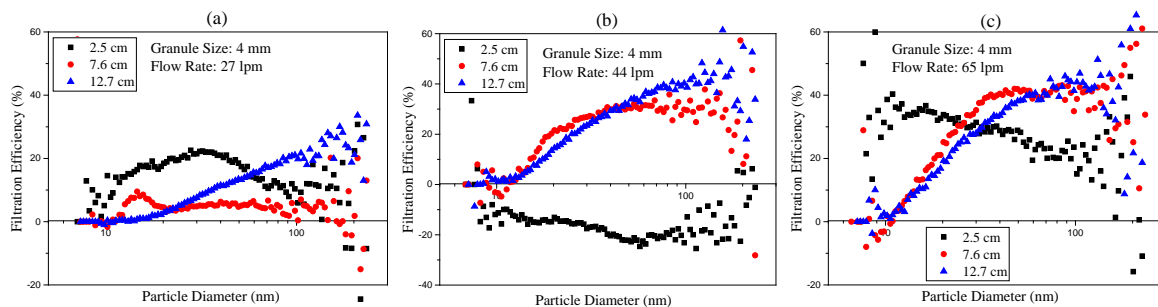 (a)
60
40
20
0
-20
10
100
2.5 cm
7.6 cm
12.7 cm
Granule Size: 4 mm
Flow Rate: 27 lpm
Filtration Efficiency (%)
Particle Diameter (nm)
(b)
60
40
20
0
-20
-40
100
2.5 cm
7.6 cm
12.7 cm
Granule Size: 4 mm
Flow Rate: 44 lpm
Filtration Efficiency (%)
Particle Diameter (nm)
(c)
60
40
20
0
-20
100
Granule Size: 4 mm
Flow Rate: 65 lpm
2.5 cm
7.6 cm
12.7 cm
Filtration Efficiency (%)
Particle Diameter (nm)